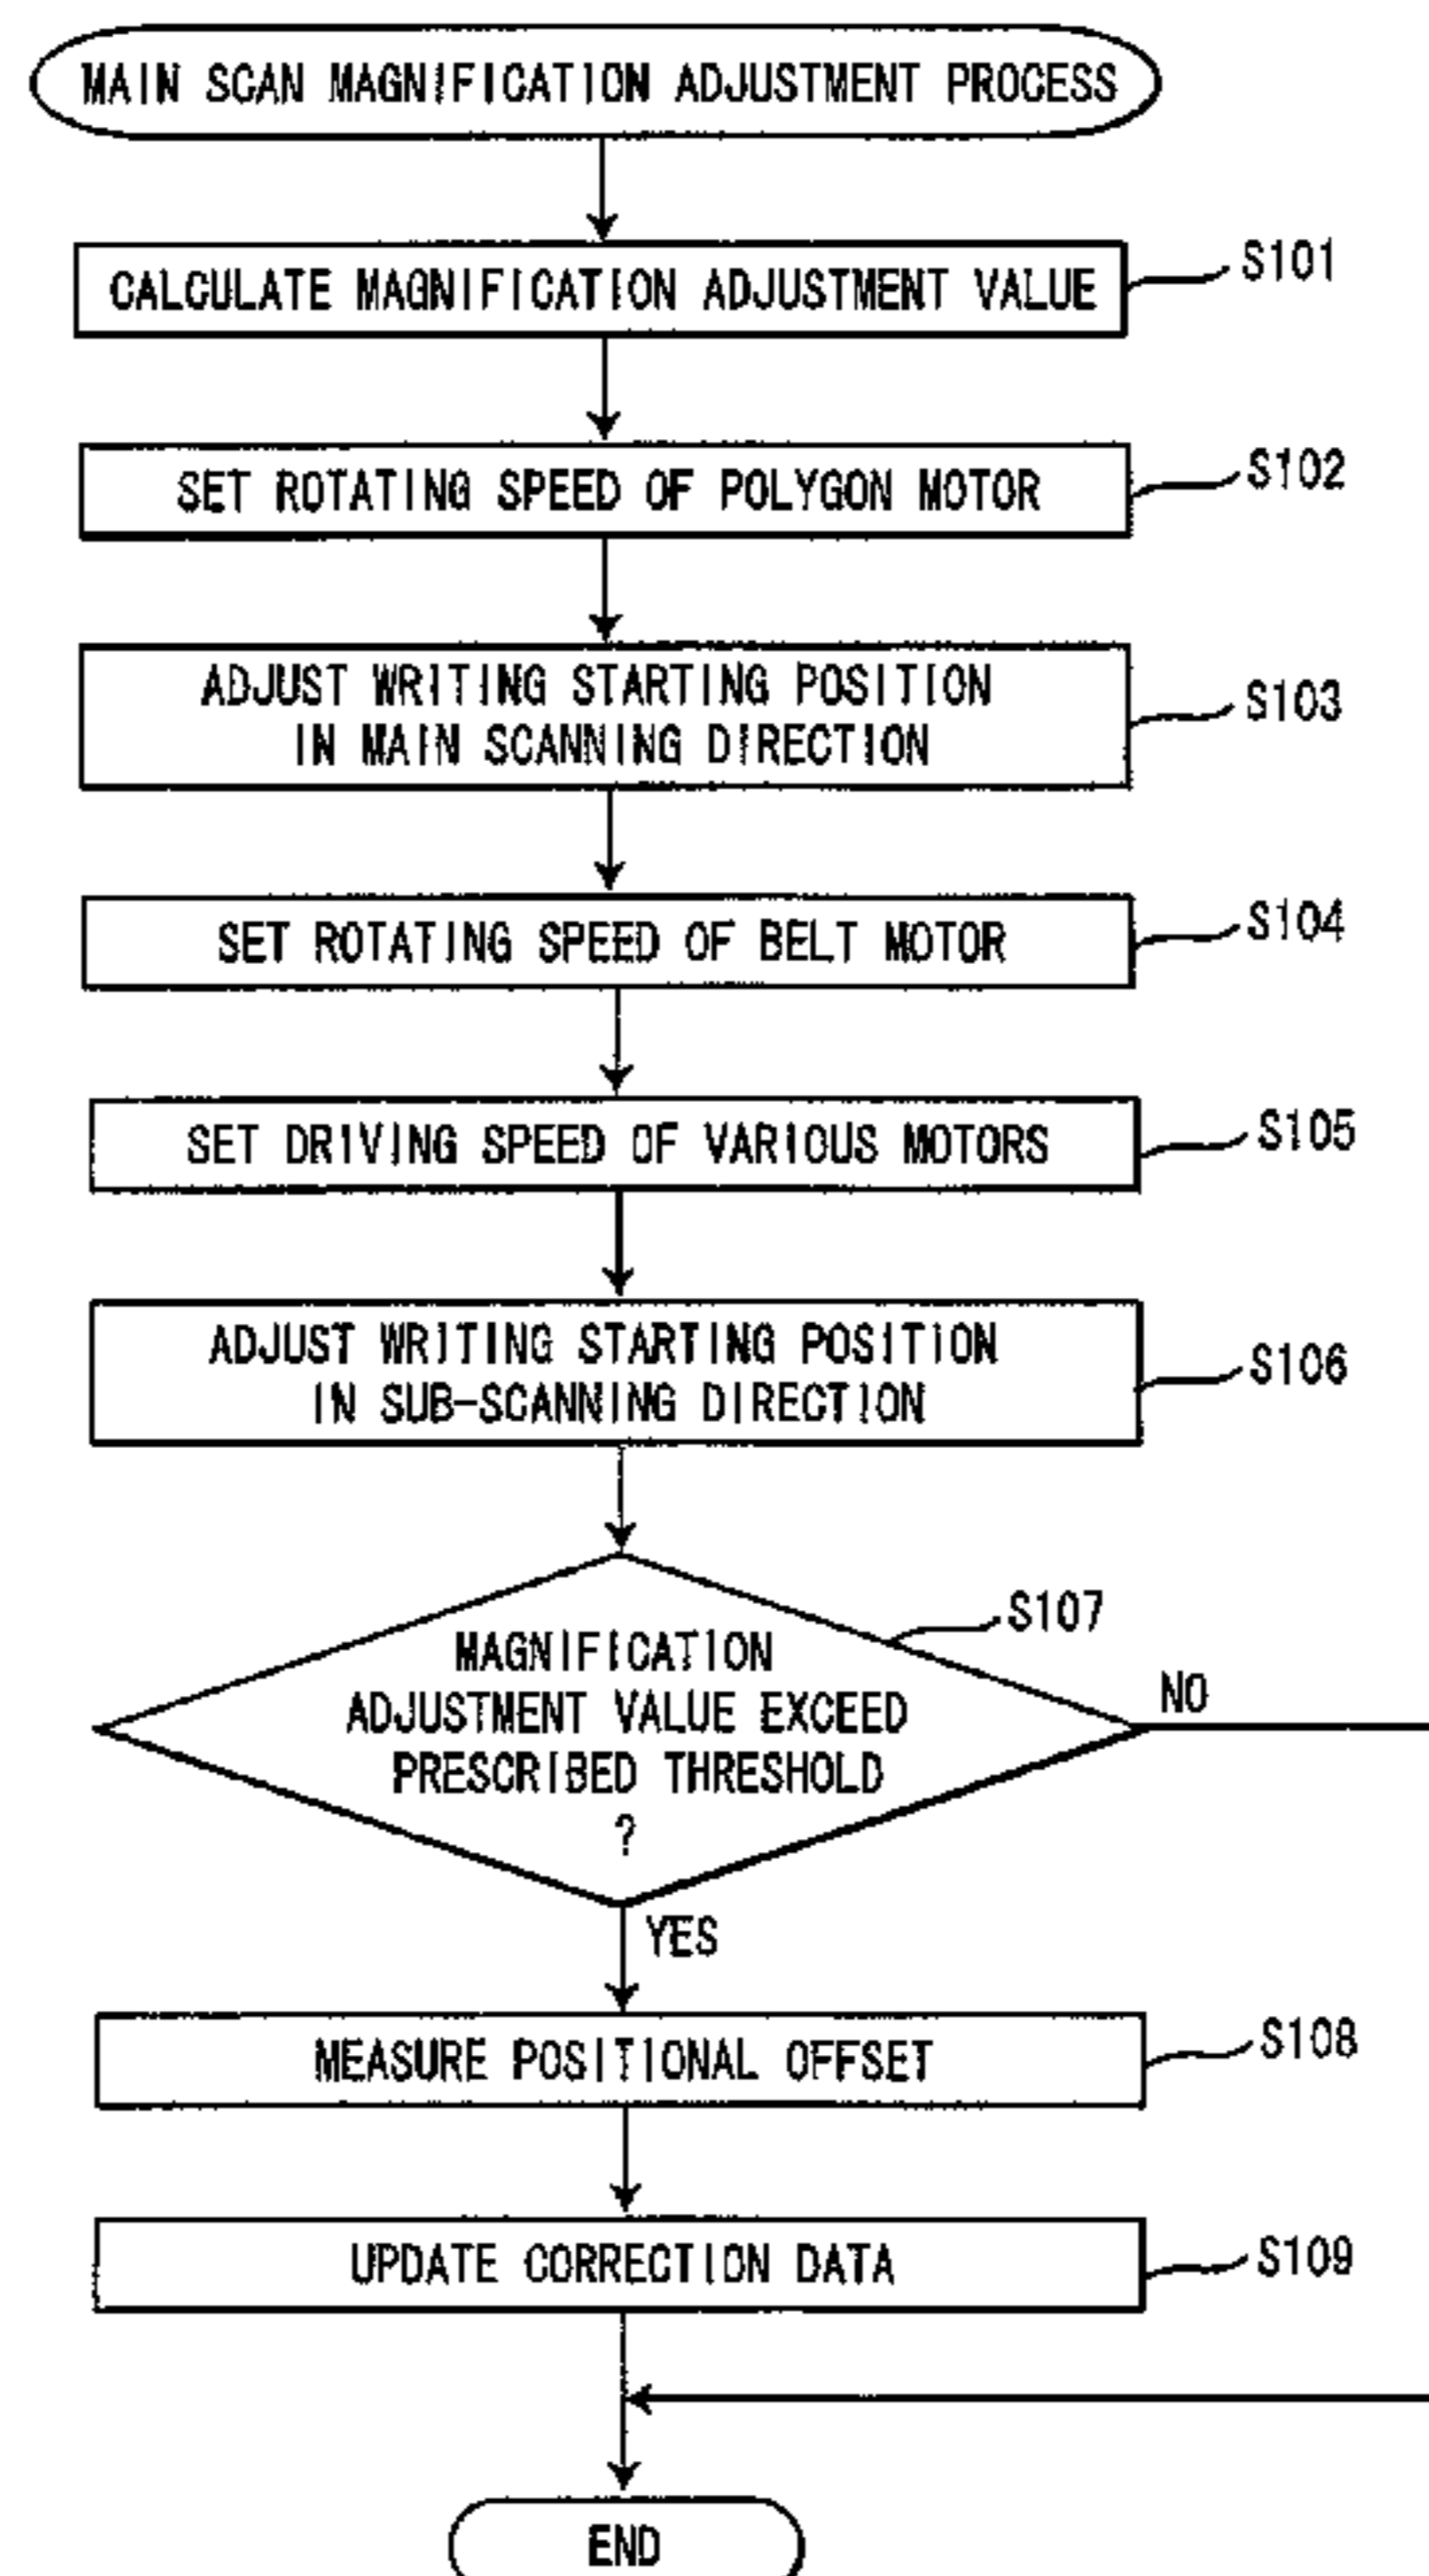 MAIN SCAN MAGNIFICATION ADJUSTMENT PROCESS
CALCULATE MAGNIFICATION ADJUSTMENT VALUE
S101
SET ROTATING SPEED OF POLYGON MOTOR
S102
ADJUST WRITING STARTING POSITION
IN MAIN SCANNING DIRECTION
S103
SET ROTATING SPEED OF BELT MOTOR
S104
SET DRIVING SPEED OF VARIOUS MOTORS
S105
ADJUST WRITING STARTING POSITION
IN SUB-SCANNING DIRECTION
S106
S107
MAGNIFICATION
ADJUSTMENT VALUE EXCEED
PRESCRIBED THRESHOLD
?
NO
YES
MEASURE POSITIONAL OFFSET
S108
UPDATE CORRECTION DATA
S109
END